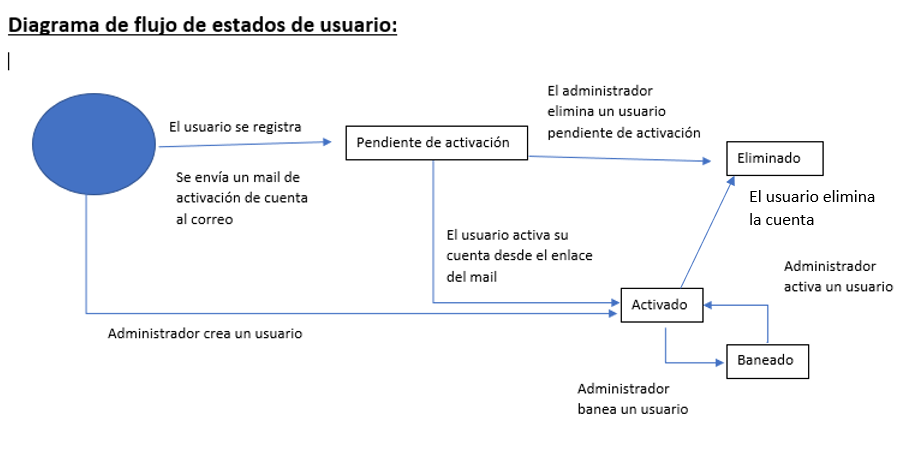 Diagrama de flujo de estados de usuario:
El usuario se registra
Se envía un mail de
activación de cuenta
al correo
Pendiente de activación
El administrador
elimina un usuario
pendiente de activación
Eliminado
El usuario elimina
la cuenta
El usuario activa su
cuenta desde el enlace
del mail
Administrador
activa un usuario
Activado
Administrador crea un usuario
Baneado
Administrador
banea un usuario